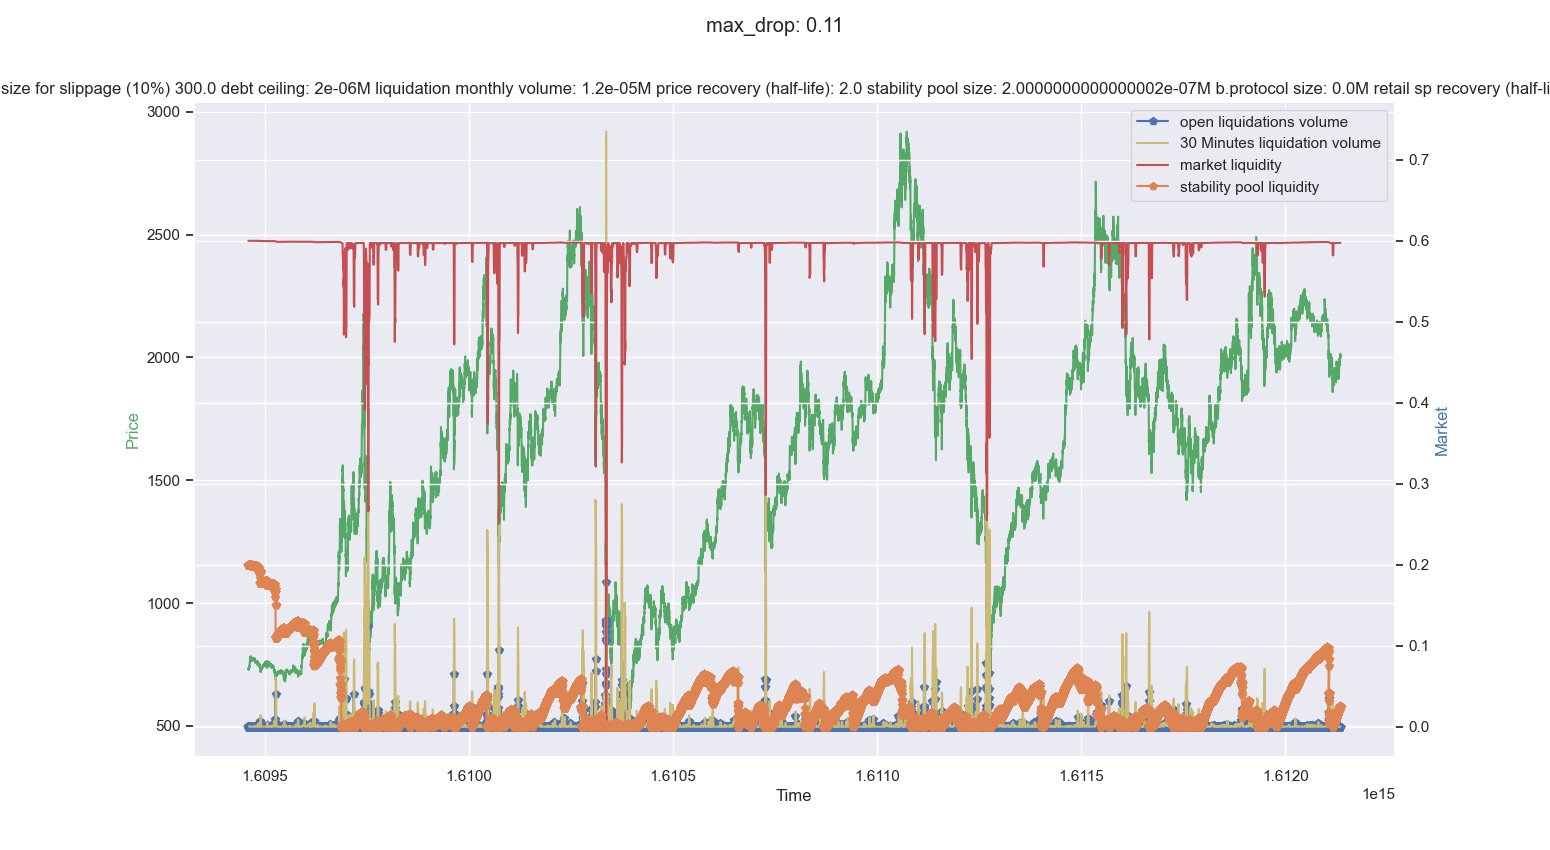 max_drop: 0.11
size for slippage (10%) 300.0 debt ceiling: 2e-06M liquidation monthly volume: 1.2e-05M price recovery (half-life): 2.0 stability pool size: 2.0000000000000002e-07M b.protocol size: 0.0M retail sp recovery (half-li
open liquidations volume
30 Minutes liquidation volume
market liquidity
stability pool liquidity
3000
2500
2000
1500
1000
500
Price
0.7
0.6
0.5
0.4
0.3
0.2
0.1
0.0
Market
1.6095
1.6100
1.6105
1.6110
1.6115
1.6120
Time
1e15